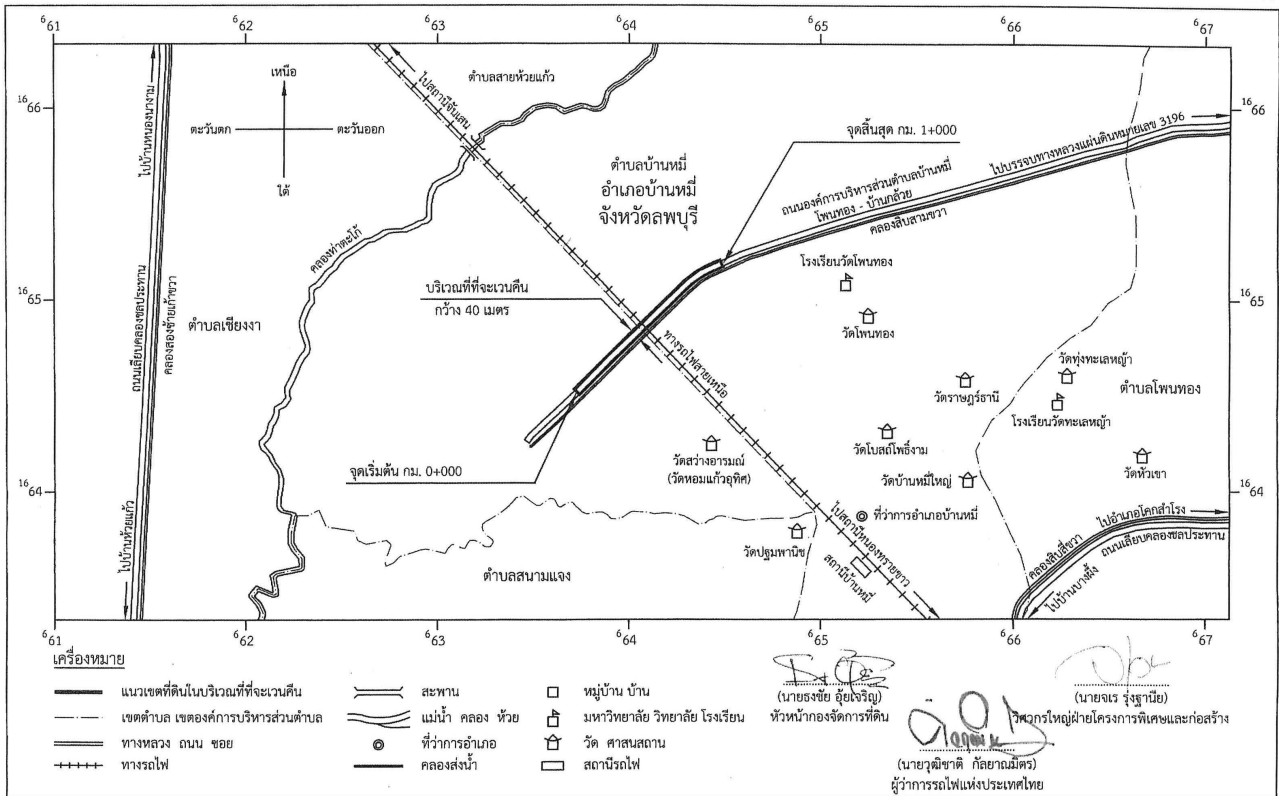 661 662 663 664 665 666 667
1666
1665
1664
เหนือ
ตะวันตก ตะวันออก
ใต้
ไปบ้านหนองนางาม
ถนนเลียบคลองชลประทาน
คลองสองซ้ายเก้าขวา
ไปบ้านห้วยแก้ว
ไปสถานีจันเสน
ตำบลสายห้วยแก้ว
คลองท่าตะโก้
ตำบลเชียงงา
ตำบลบ้านหมี่
อำเภอบ้านหมี่
จังหวัดลพบุรี
จุดสิ้นสุด กม. 1+000
ไปบรรจบทางหลวงแผ่นดินหมายเลข 3196
ถนนองค์การบริหารส่วนตำบลบ้านหมี่
โพนทอง - บ้านกล้วย
คลองสิบสามขวา
บริเวณที่ที่จะเวนคืน
กว้าง 40 เมตร
โรงเรียนวัดโพนทอง
วัดโพนทอง
ทางรถไฟสายเหนือ
วัดทุ่งทะเลหญ้า
ตำบลโพนทอง
วัดราษฎร์ธานี
โรงเรียนวัดทะเลหญ้า
วัดโบสถ์โพธิ์งาม
วัดสว่างอารมณ์
(วัดหอมแก้วอุทิศ)
วัดบ้านหมี่ใหญ่
วัดหัวเขา
จุดเริ่มต้น กม. 0+000
ที่ว่าการอำเภอบ้านหมี่
ไปสถานีหนองทรายขาว
วัดปฐมพานิช
สถานีบ้านหมี่
ตำบลสนามแจง
ไปอำเภอโคกสำโรง
คลองสิบสี่ขวา
ถนนเลียบคลองชลประทาน
ไปบ้านบางผึ้ง
1666
1665
1664
661 662 663 664 665 666 667
เครื่องหมาย
แนวเขตที่ดินในบริเวณที่ที่จะเวนคืน
เขตตำบล เขตองค์การบริหารส่วนตำบล
ทางหลวง ถนน ซอย
ทางรถไฟ
สะพาน
แม่น้ำ คลอง ห้วย
ที่ว่าการอำเภอ
คลองส่งน้ำ
หมู่บ้าน บ้าน
มหาวิทยาลัย วิทยาลัย โรงเรียน
วัด ศาสนสถาน
สถานีรถไฟ
(นายธงชัย อุ้ยเจริญ)
หัวหน้ากองจัดการที่ดิน
(นายจเร รุ่งฐานีย)
วิศวกรใหญ่ฝ่ายโครงการพิเศษและก่อสร้าง
(นายวุฒิชาติ กัลยาณมิตร)
ผู้ว่าการรถไฟแห่งประเทศไทย